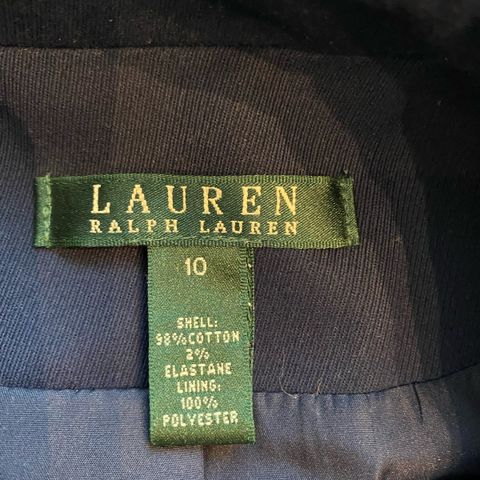 LAUREN
RALPH LAUREN
10
SHELL:
98%COTTON
2%
ELASTANE
LINING:
100%
POLYESTER